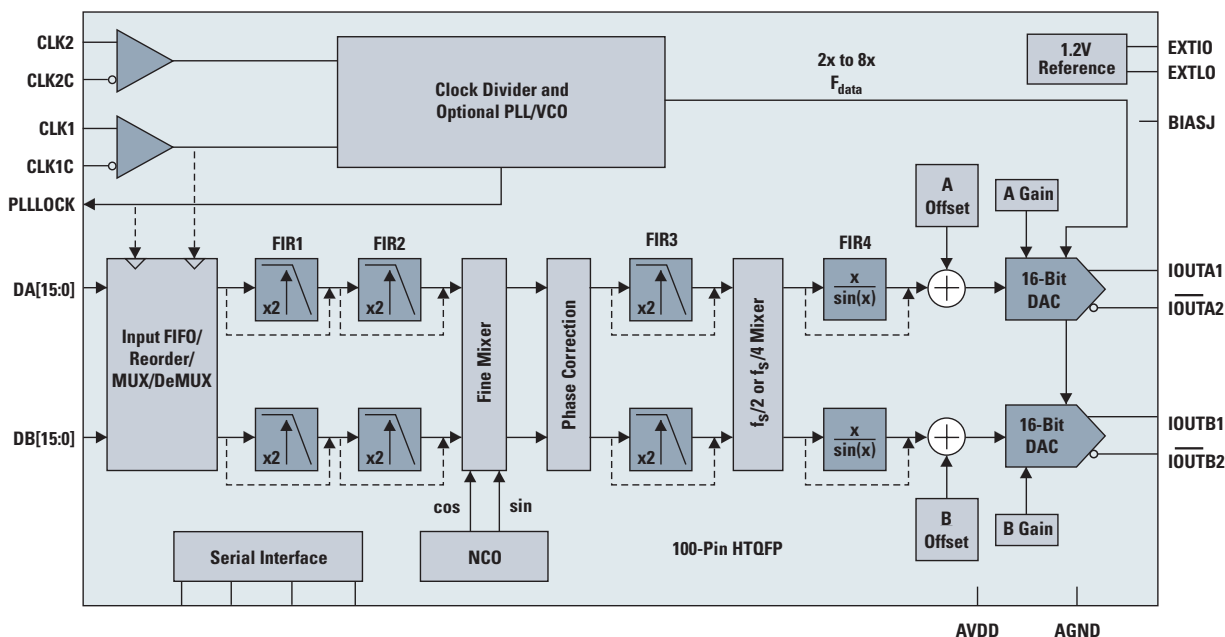 CLK2
CLK2C
CLK1
CLK1C
PLLLOCK
Clock Divider and
Optional PLL/VCO
2x to 8x
Fdata
1.2V
Reference
EXTIO
EXTLO
BIASJ
A
Offset
A Gain
FIR1
FIR2
FIR3
FIR4
DA[15:0]
Input FIFO/
Reorder/
MUX/DeMUX
x2
x2
Fine Mixer
Phase Correction
x2
fs/2 or fs/4 Mixer
x
sin(x)
16-Bit
DAC
IOUTA1
IOUTA2
DB[15:0]
x2
x2
x2
x
sin(x)
16-Bit
DAC
IOUTB1
IOUTB2
cos
sin
B
Offset
B Gain
Serial Interface
NCO
100-Pin HTQFP
AVDD
AGND